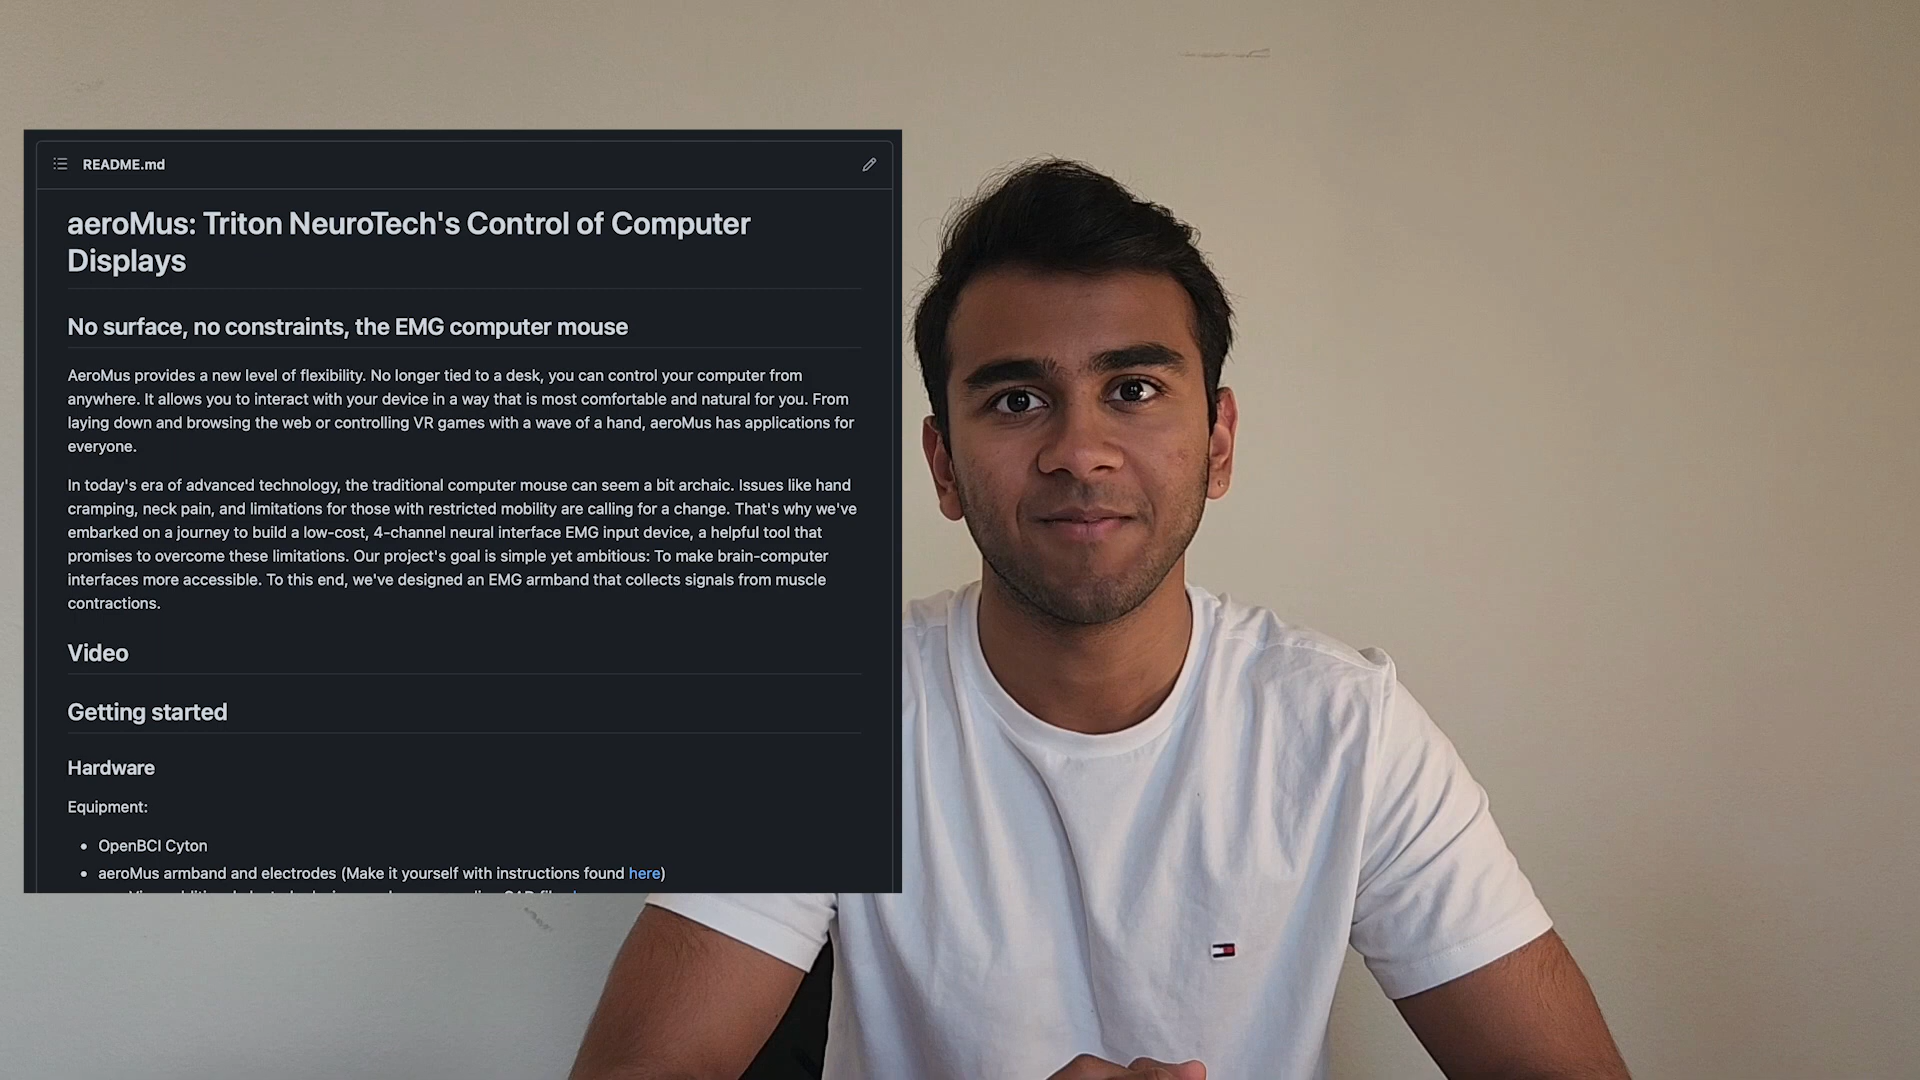 README.md
aeroMus: Triton NeuroTech's Control of Computer
Displays
No surface, no constraints, the EMG computer mouse
AeroMus provides a new level of flexibility. No longer tied to a desk, you can control your computer from
anywhere. It allows you to interact with your device in a way that is most comfortable and natural for you. From
laying down and browsing the web or controlling VR games with a wave of a hand, aeroMus has applications for
everyone.
In today's era of advanced technology, the traditional computer mouse can seem a bit archaic. Issues like hand
cramping, neck pain, and limitations for those with restricted mobility are calling for a change. That's why we've
embarked on a journey to build a low-cost, 4-channel neural interface EMG input device, a helpful tool that
promises to overcome these limitations. Our project's goal is simple yet ambitious: To make brain-computer
interfaces more accessible. To this end, we've designed an EMG armband that collects signals from muscle
contractions.
Video
Getting started
Hardware
Equipment:
• OpenBCI Cyton
• aeroMus armband and electrodes (Make it yourself with instructions found here)